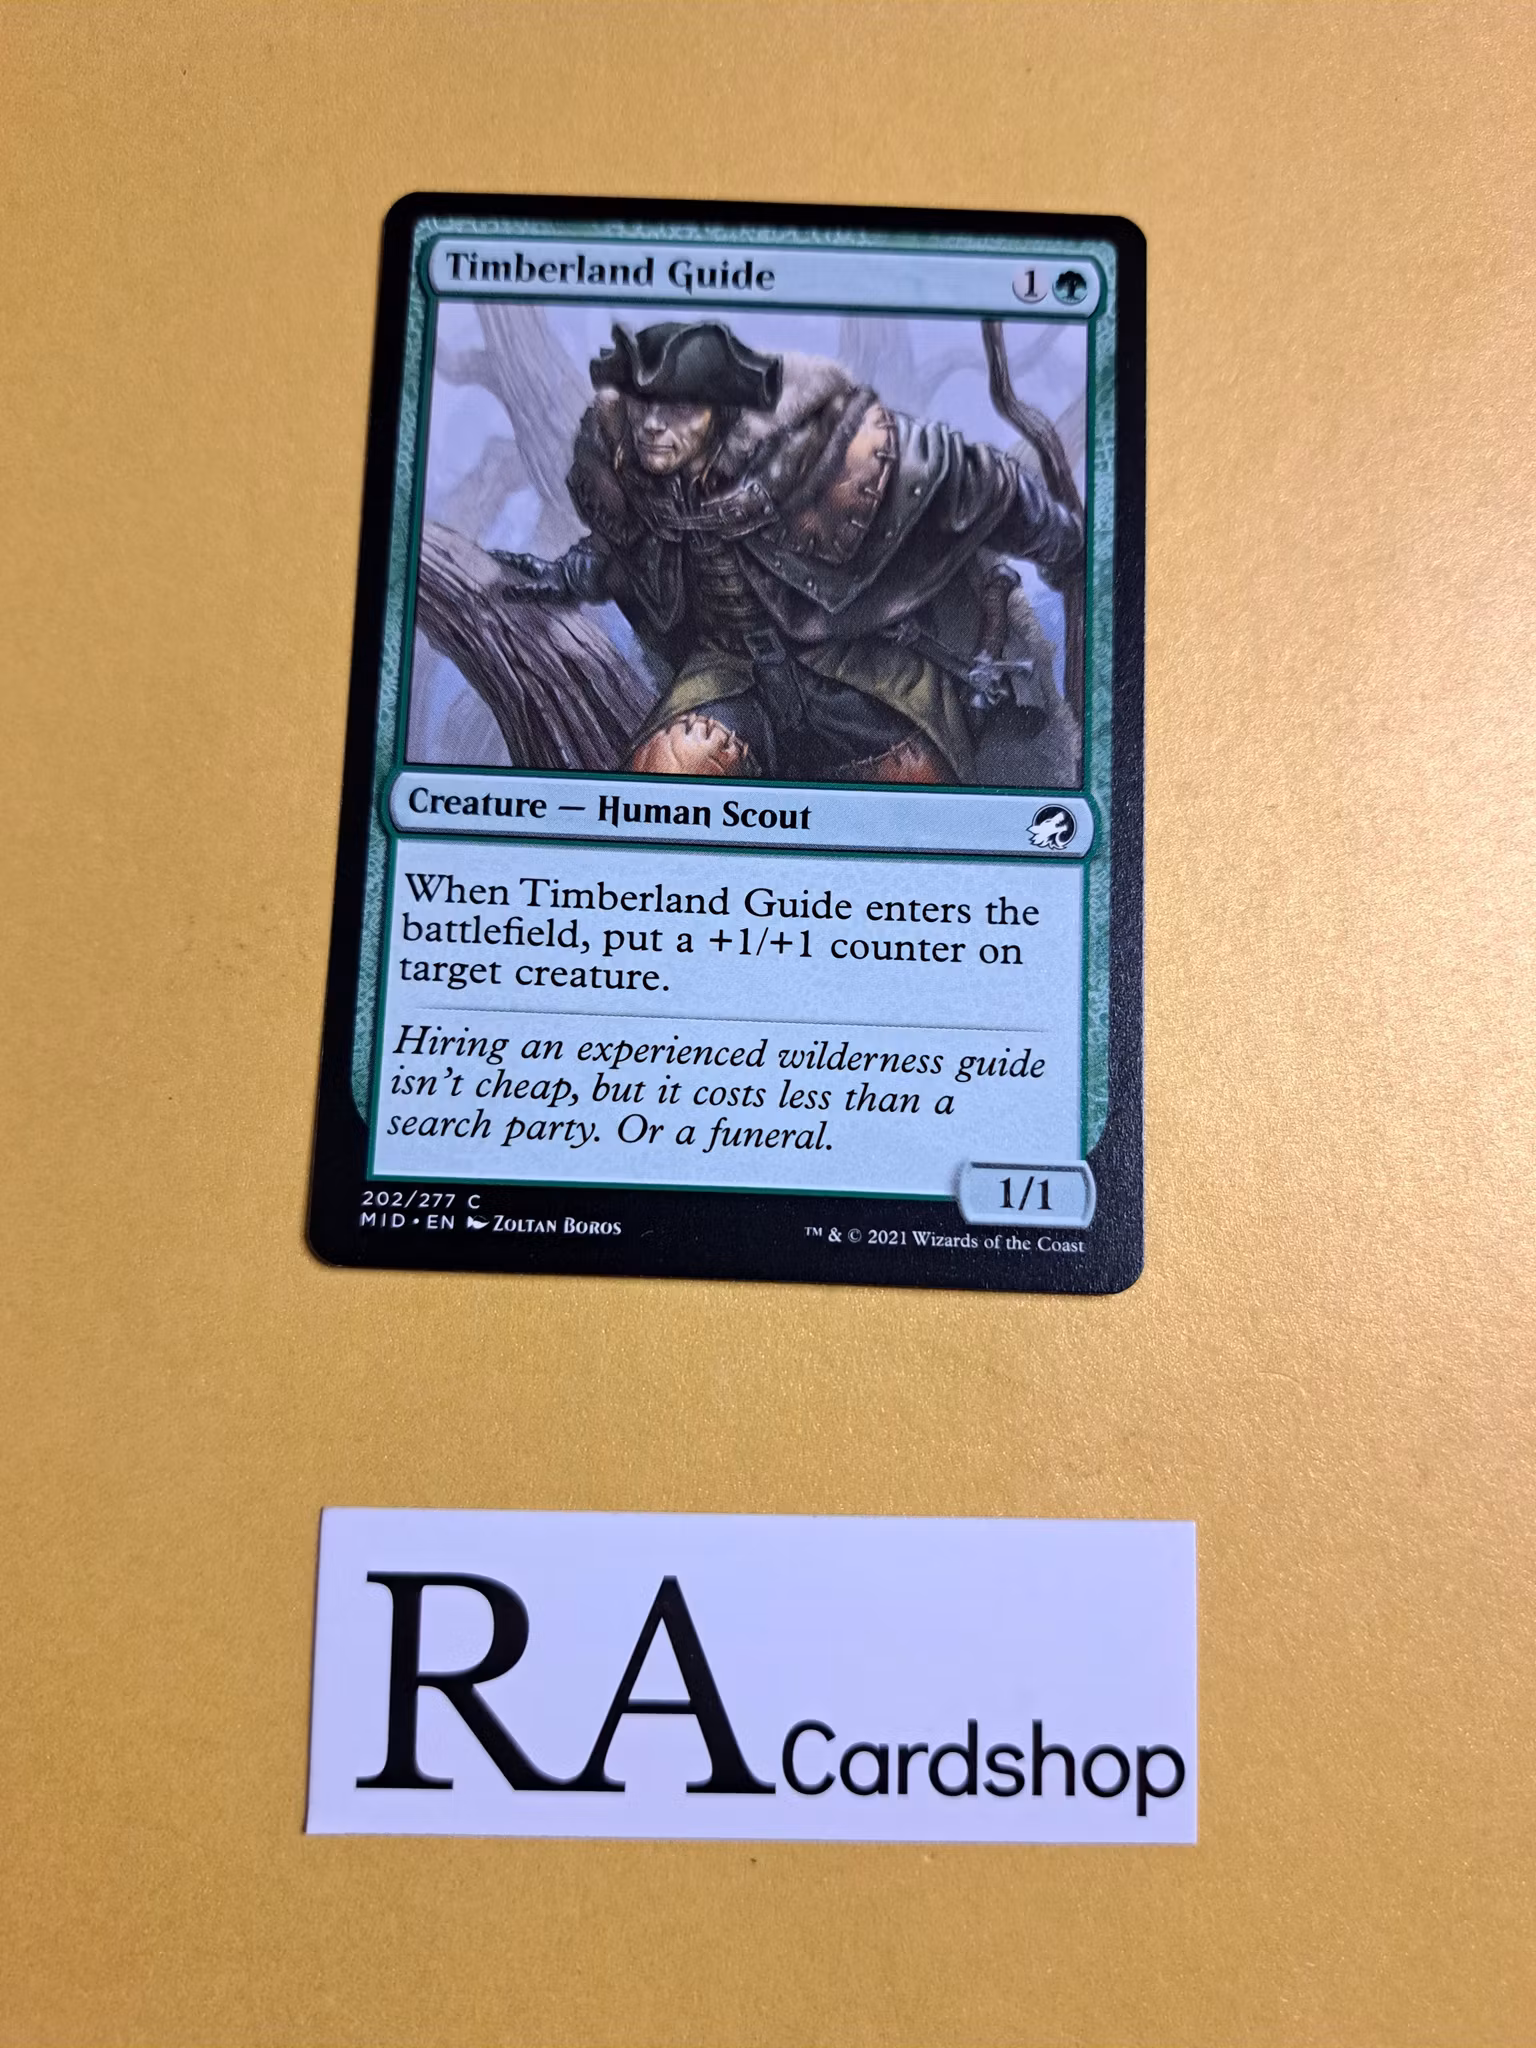 Timberland Guide 1
Creature — Human Scout
When Timberland Guide enters the
battlefield, put a +1/+1 counter on
target creature.
Hiring an experienced wilderness guide
isn't cheap, but it costs less than a
search party. Or a funeral.
1/1
202/277 C
MID • EN Zoltan Boros
™ & © 2021 Wizards of the Coast
RA Cardshop